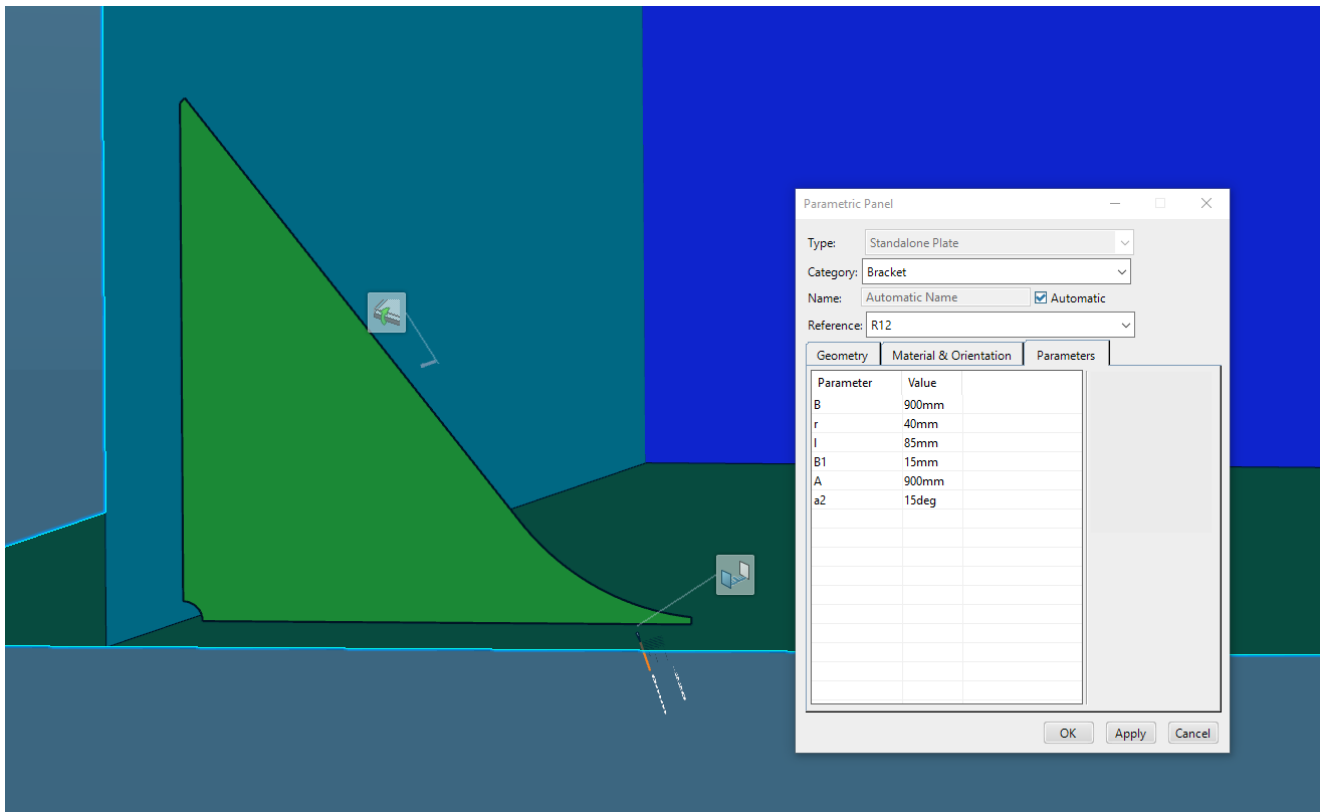 Parametric Panel
Type: Standalone Plate
Category: Bracket
Name: Automatic Name Automatic
Reference: R12
Geometry Material & Orientation Parameters
Parameter Value
B 900mm
r 40mm
l 85mm
B1 15mm
A 900mm
a2 15deg
OK Apply Cancel